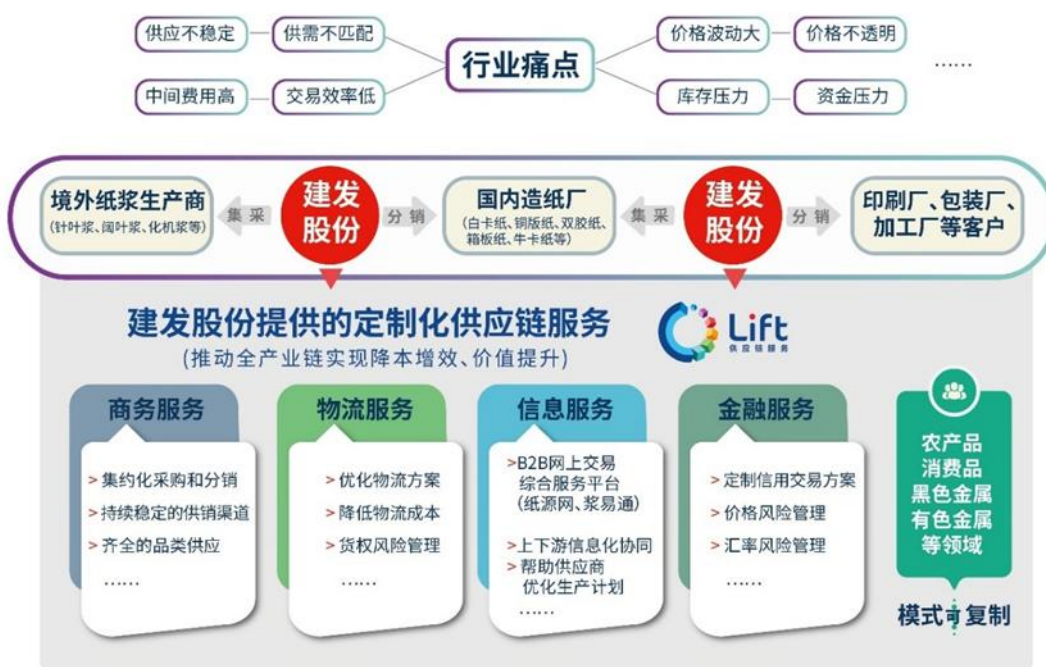 供应不稳定
供需不匹配
行业痛点
价格波动大
价格不透明
……
中间费用高
交易效率低
库存压力
资金压力
境外纸浆生产商
(针叶浆、阔叶浆、化机浆等)
集采
建发
股份
分销
国内造纸厂
(白卡纸、铜版纸、双胶纸、
箱板纸、牛卡纸等)
集采
建发
股份
分销
印刷厂、包装厂、
加工厂等客户
建发股份提供的定制化供应链服务
(推动全产业链实现降本增效、价值提升)
Lift
供应链服务
商务服务
> 集约化采购和分销
> 持续稳定的供销渠道
> 齐全的品类供应
……
物流服务
> 优化物流方案
> 降低物流成本
> 货权风险管理
……
信息服务
>B2B网上交易
综合服务平台
(纸源网、浆易通)
>上下游信息化协同
> 帮助供应商
优化生产计划
……
金融服务
> 定制信用交易方案
> 价格风险管理
> 汇率风险管理
……
农产品
消费品
黑色金属
有色金属
等领域
模式可复制